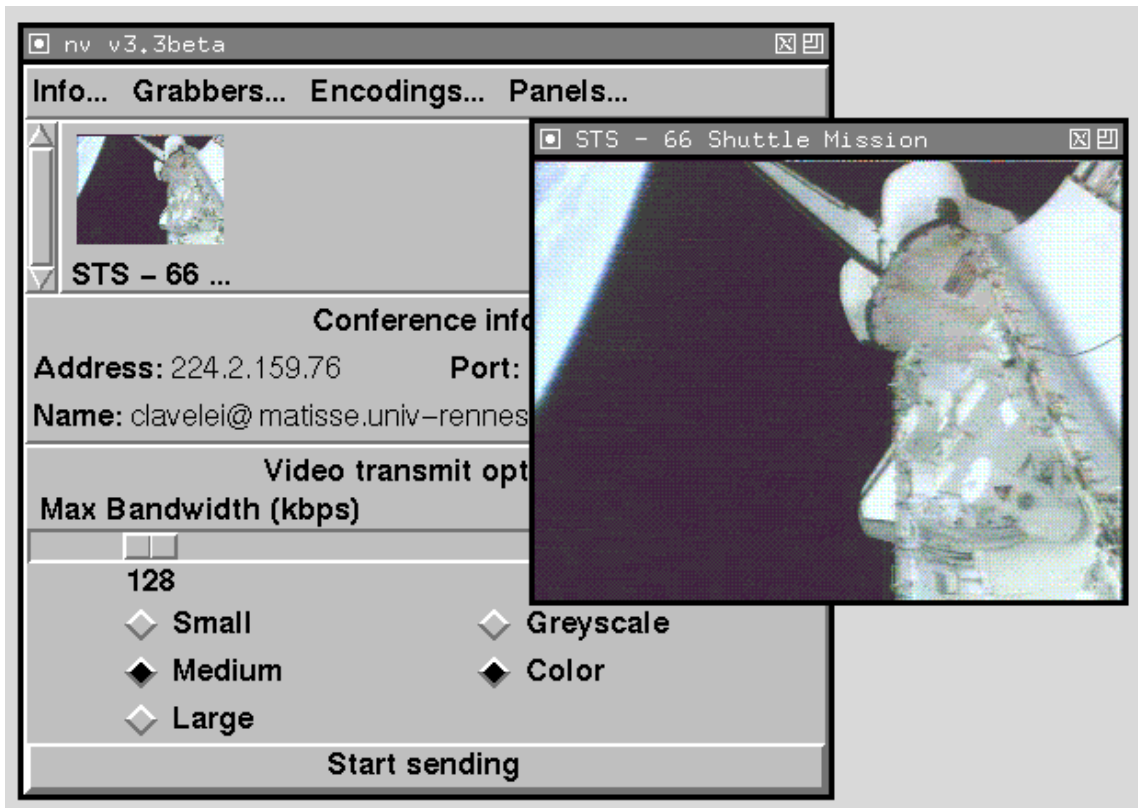 nv v3.3beta
Info... Grabbers... Encodings... Panels...
STS – 66 Shuttle Mission
STS – 66 ...
Conference info
Address: 224.2.159.76 Port:
Name: clavelei@matisse.univ–rennes
Video transmit opt
Max Bandwidth (kbps)
128
Small Greyscale
Medium Color
Large
Start sending